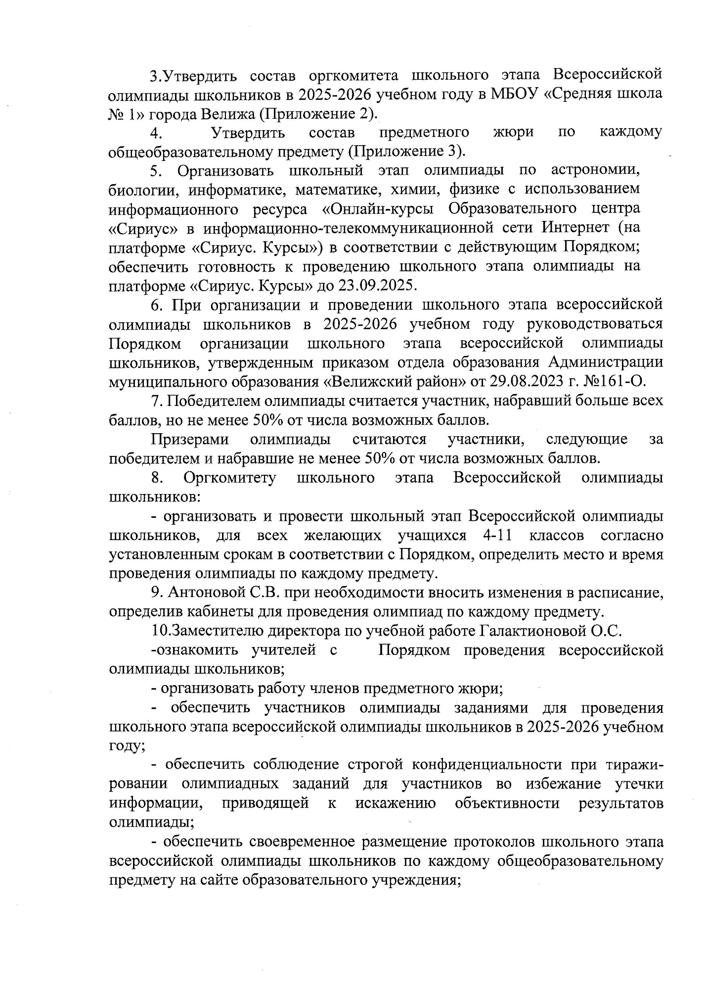 3.Утвердить состав оргкомитета школьного этапа Всероссийской
олимпиады школьников в 2025-2026 учебном году в МБОУ «Средняя школа
№ 1» города Велижа (Приложение 2).
4. Утвердить состав предметного жюри по каждому
общеобразовательному предмету (Приложение 3).
5. Организовать школьный этап олимпиады по астрономии,
биологии, информатике, математике, химии, физике с использованием
информационного ресурса «Онлайн-курсы Образовательного центра
«Сириус» в информационно-телекоммуникационной сети Интернет (на
платформе «Сириус. Курсы») в соответствии с действующим Порядком;
обеспечить готовность к проведению школьного этапа олимпиады на
платформе «Сириус. Курсы» до 23.09.2025.
6. При организации и проведении школьного этапа всероссийской
олимпиады школьников в 2025-2026 учебном году руководствоваться
Порядком организации школьного этапа всероссийской олимпиады
школьников, утвержденным приказом отдела образования Администрации
муниципального образования «Велижский район» от 29.08.2023 г. №161-О.
7. Победителем олимпиады считается участник, набравший больше всех
баллов, но не менее 50% от числа возможных баллов.
Призерами олимпиады считаются участники, следующие за
победителем и набравшие не менее 50% от числа возможных баллов.
8. Оргкомитету школьного этапа Всероссийской олимпиады
школьников:
- организовать и провести школьный этап Всероссийской олимпиады
школьников, для всех желающих учащихся 4-11 классов согласно
установленным срокам в соответствии с Порядком, определить место и время
проведения олимпиады по каждому предмету.
9. Антоновой С.В. при необходимости вносить изменения в расписание,
определив кабинеты для проведения олимпиад по каждому предмету.
10.Заместителю директора по учебной работе Галактионовой О.С.
-ознакомить учителей с Порядком проведения всероссийской
олимпиады школьников;
- организовать работу членов предметного жюри;
- обеспечить участников олимпиады заданиями для проведения
школьного этапа всероссийской олимпиады школьников в 2025-2026 учебном
году;
- обеспечить соблюдение строгой конфиденциальности при тиражи-
ровании олимпиадных заданий для участников во избежание утечки
информации, приводящей к искажению объективности результатов
олимпиады;
- обеспечить своевременное размещение протоколов школьного этапа
всероссийской олимпиады школьников по каждому общеобразовательному
предмету на сайте образовательного учреждения;